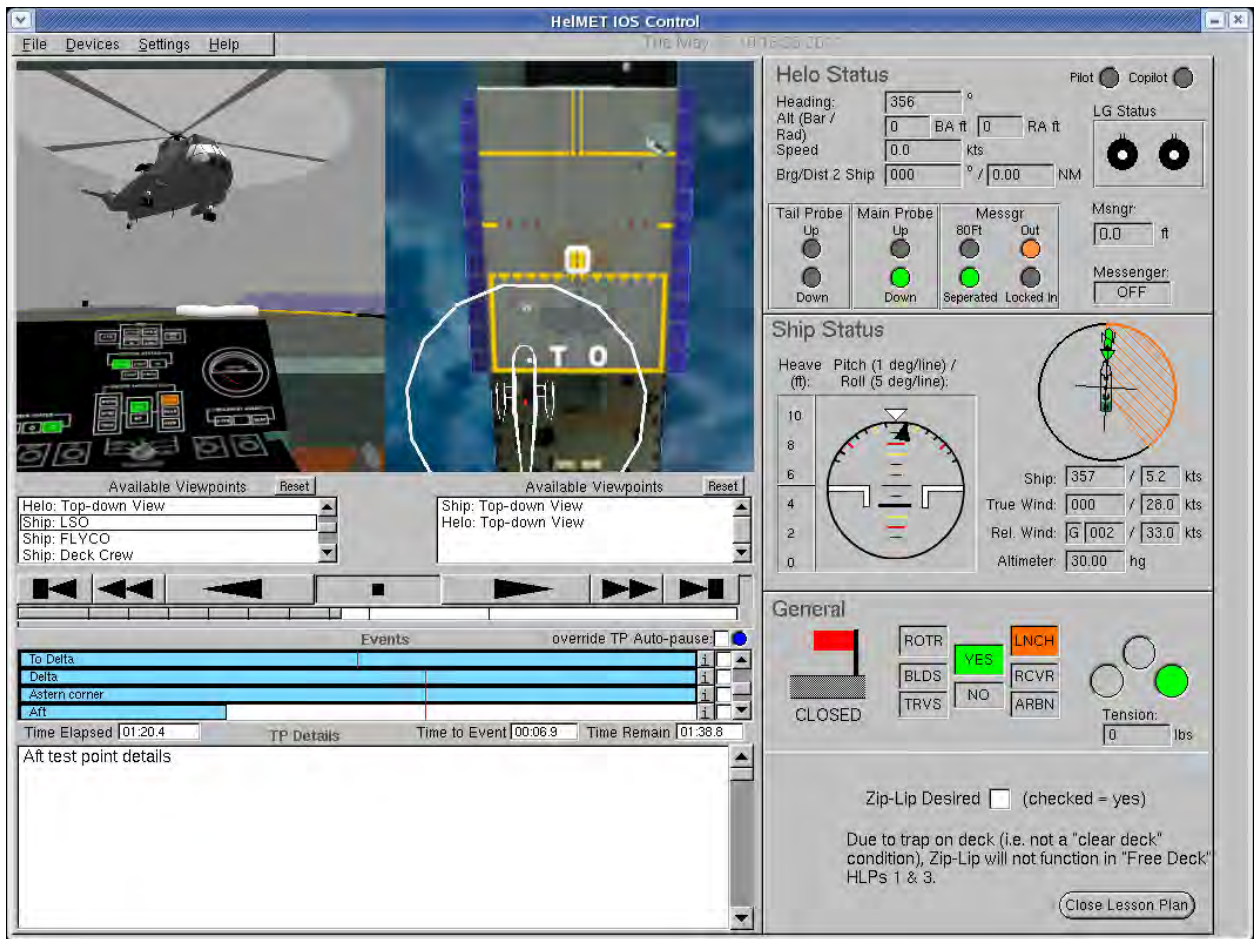 HelMET IOS Control
File Devices Settings Help
Tue May
T O
Available Viewpoints Reset
Helo: Top-down View
Ship: LSO
Ship: FLYCO
Ship: Deck Crew
Available Viewpoints Reset
Ship: Top-down View
Helo: Top-down View
Events override TP Auto-pause:
To Delta i
Delta i
Astern corner i
Aft i
Time Elapsed 01:20.4 TP Details Time to Event 00:06.9 Time Remain 01:38.8
Aft test point details
Helo Status Pilot Copilot
Heading: 356 °
Alt (Bar / Rad) 0 BA ft 0 RA ft
Speed 0.0 kts
Brg/Dist 2 Ship 000 ° / 0.00 NM
LG Status
Tail Probe
Up
Down
Main Probe
Up
Down
Messgr
80Ft Out
Seperated Locked In
Msngr:
0.0 ft
Messenger:
OFF
Ship Status
Heave (ft): Pitch (1 deg/line) /
Roll (5 deg/line):
10
8
6
4
2
0
Ship: 357 / 5.2 kts
True Wind: 000 / 28.0 kts
Rel. Wind: G 002 / 33.0 kts
Altimeter: 30.00 hg
General
CLOSED
ROTR YES LNCH
BLDS NO RCVR
TRVS ARBN
Tension:
0 lbs
Zip-Lip Desired (checked = yes)
Due to trap on deck (i.e. not a "clear deck"
condition), Zip-Lip will not function in "Free Deck"
HLPs 1 & 3.
Close Lesson Plan